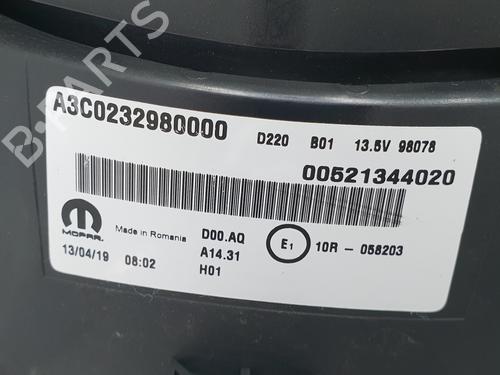 A3C0232980000 D220 B01 13.5V 98078
00521344020
MOPAR
Made in Romania D00.AQ E1 10R - 058203
A14.31
13/04/19 08:02 H01
B-PARTS